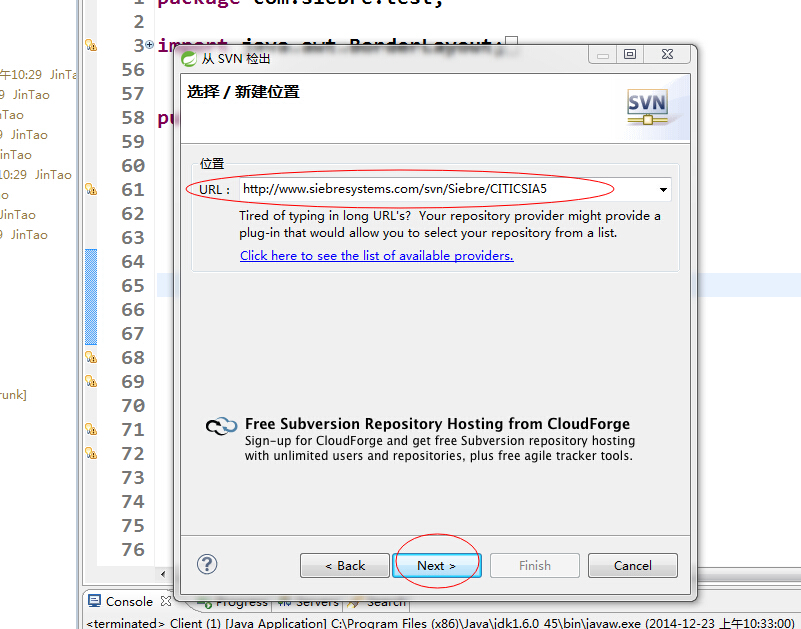 1 package com.siebre.test;
2
3 import java.awt.BorderLayout;
午10:29 JinTao
56
9 JinTao
57
nTao
58 pu
9 JinTao
59
inTao
60
10:29 JinTao
61
o
62
JinTao
63
9 JinTao
64
65
66
67
68
69
runk]
70
71
72
73
74
75
76
从 SVN 检出
选择 / 新建位置
SVN
位置
URL: http://www.siebresystems.com/svn/Siebre/CITICSIA5
Tired of typing in long URL's? Your repository provider might provide a
plug-in that would allow you to select your repository from a list.
Click here to see the list of available providers.
Free Subversion Repository Hosting from CloudForge
Sign-up for CloudForge and get free Subversion repository hosting
with unlimited users and repositories, plus free agile tracker tools.
? < Back Next > Finish Cancel
Console Progress Servers Search
<terminated> Client (1) [Java Application] C:\Program Files (x86)\Java\jdk1.6.0_45\bin\javaw.exe (2014-12-23 上午10:33:00)